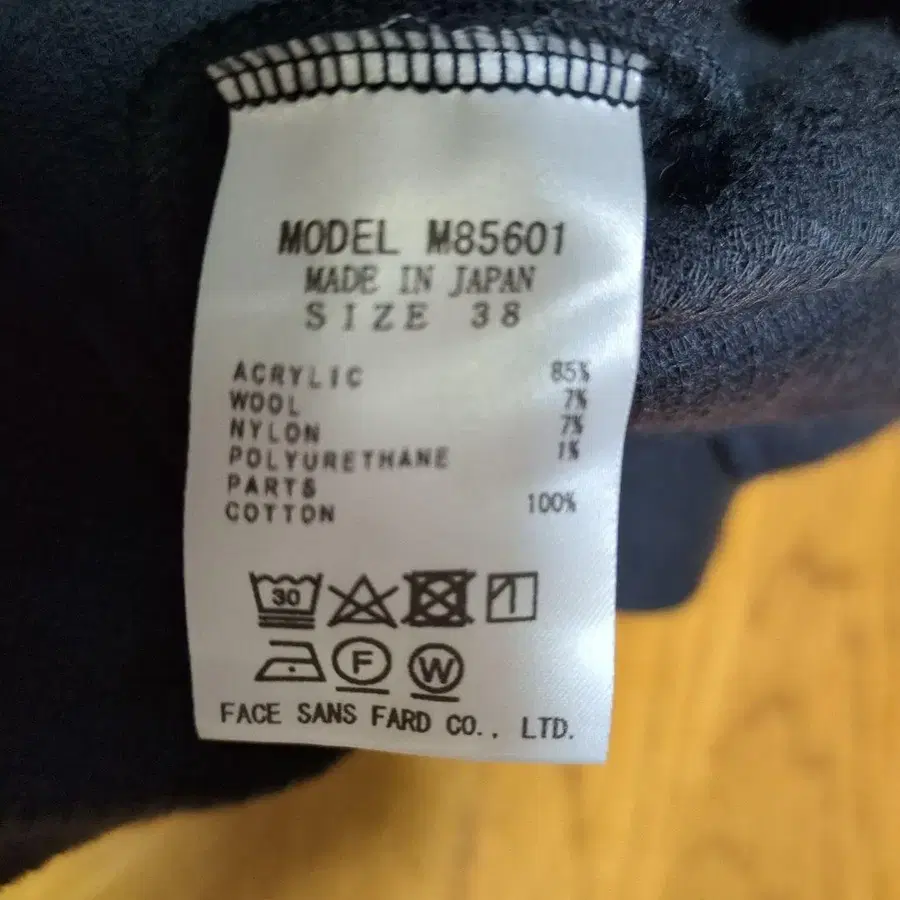 MODEL M85601
MADE IN JAPAN
SIZE 38
ACRYLIC 85%
WOOL 7%
NYLON 7%
POLYURETHANE 1%
PARTS
COTTON 100%
30
F
W
FACE SANS FARD CO., LTD.